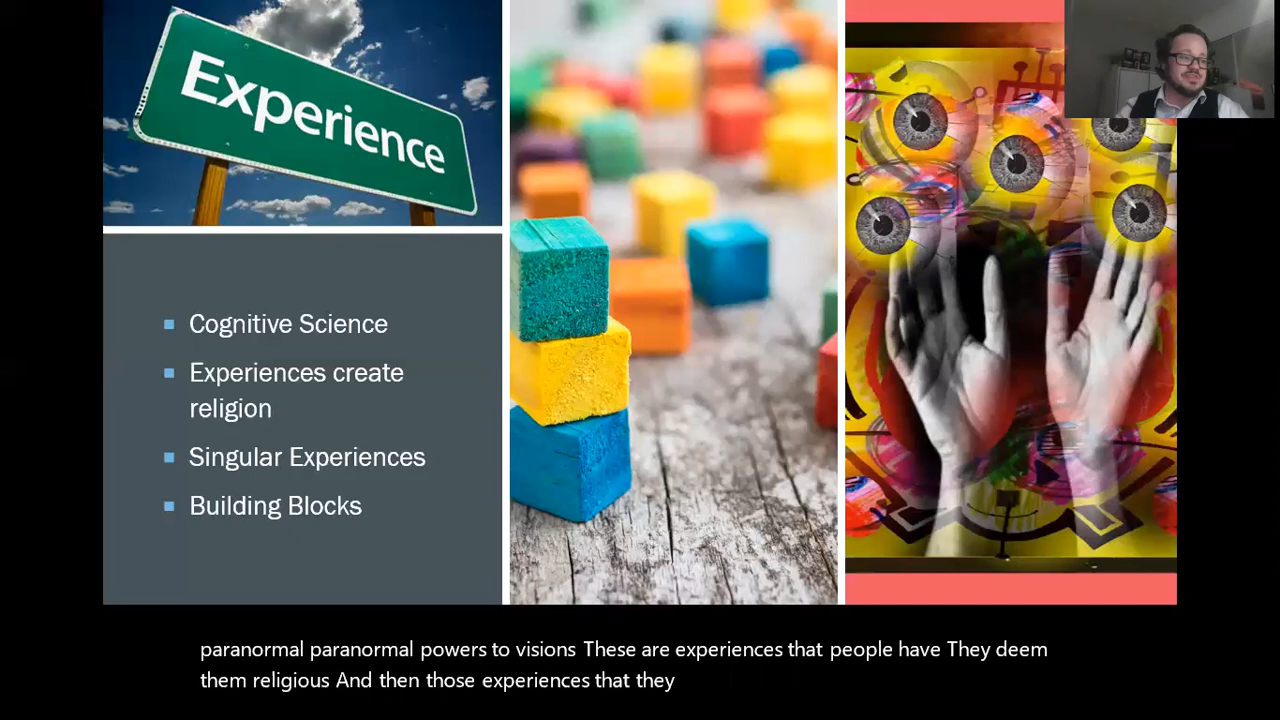 Experience
Cognitive Science
Experiences create
religion
Singular Experiences
Building Blocks
paranormal paranormal powers to visions These are experiences that people have They deem
them religious And then those experiences that they